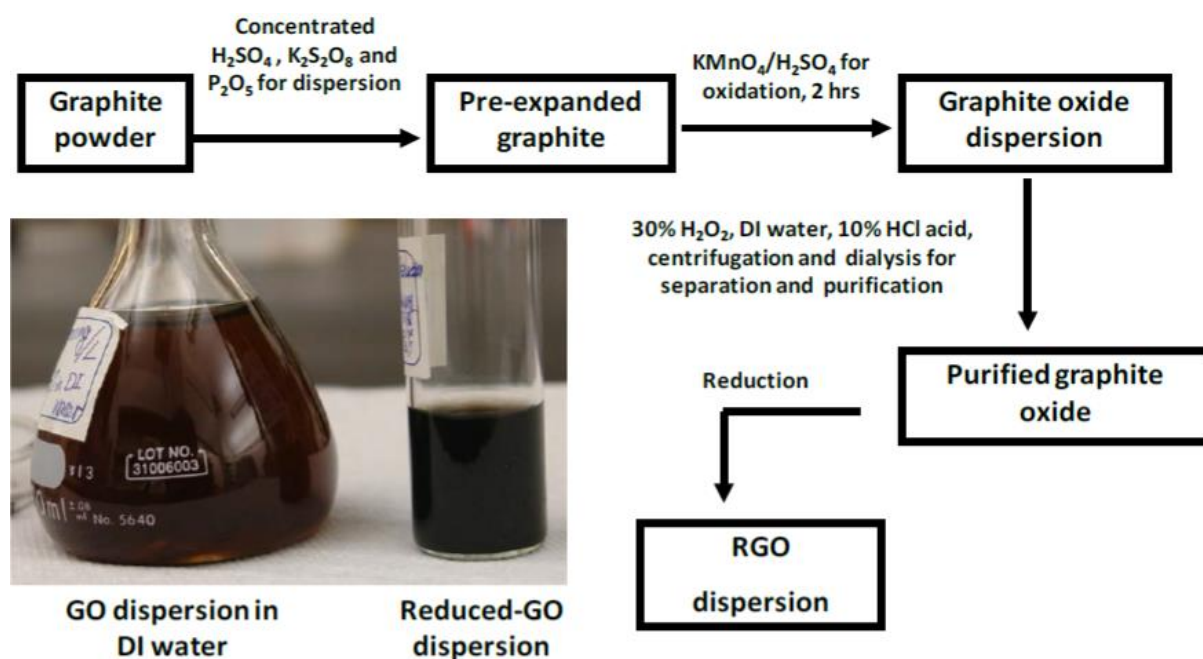 Concentrated
H₂SO₄ , K₂S₂O₈ and
P₂O₅ for dispersion
KMnO₄/H₂SO₄ for
oxidation, 2 hrs
Graphite
powder
Pre-expanded
graphite
Graphite oxide
dispersion
30% H₂O₂, DI water, 10% HCl acid,
centrifugation and dialysis for
separation and purification
Purified graphite
oxide
Reduction
RGO
dispersion
g/L
DI
LOT NO.
31006003
No. 5640
GO dispersion in
DI water
Reduced-GO
dispersion